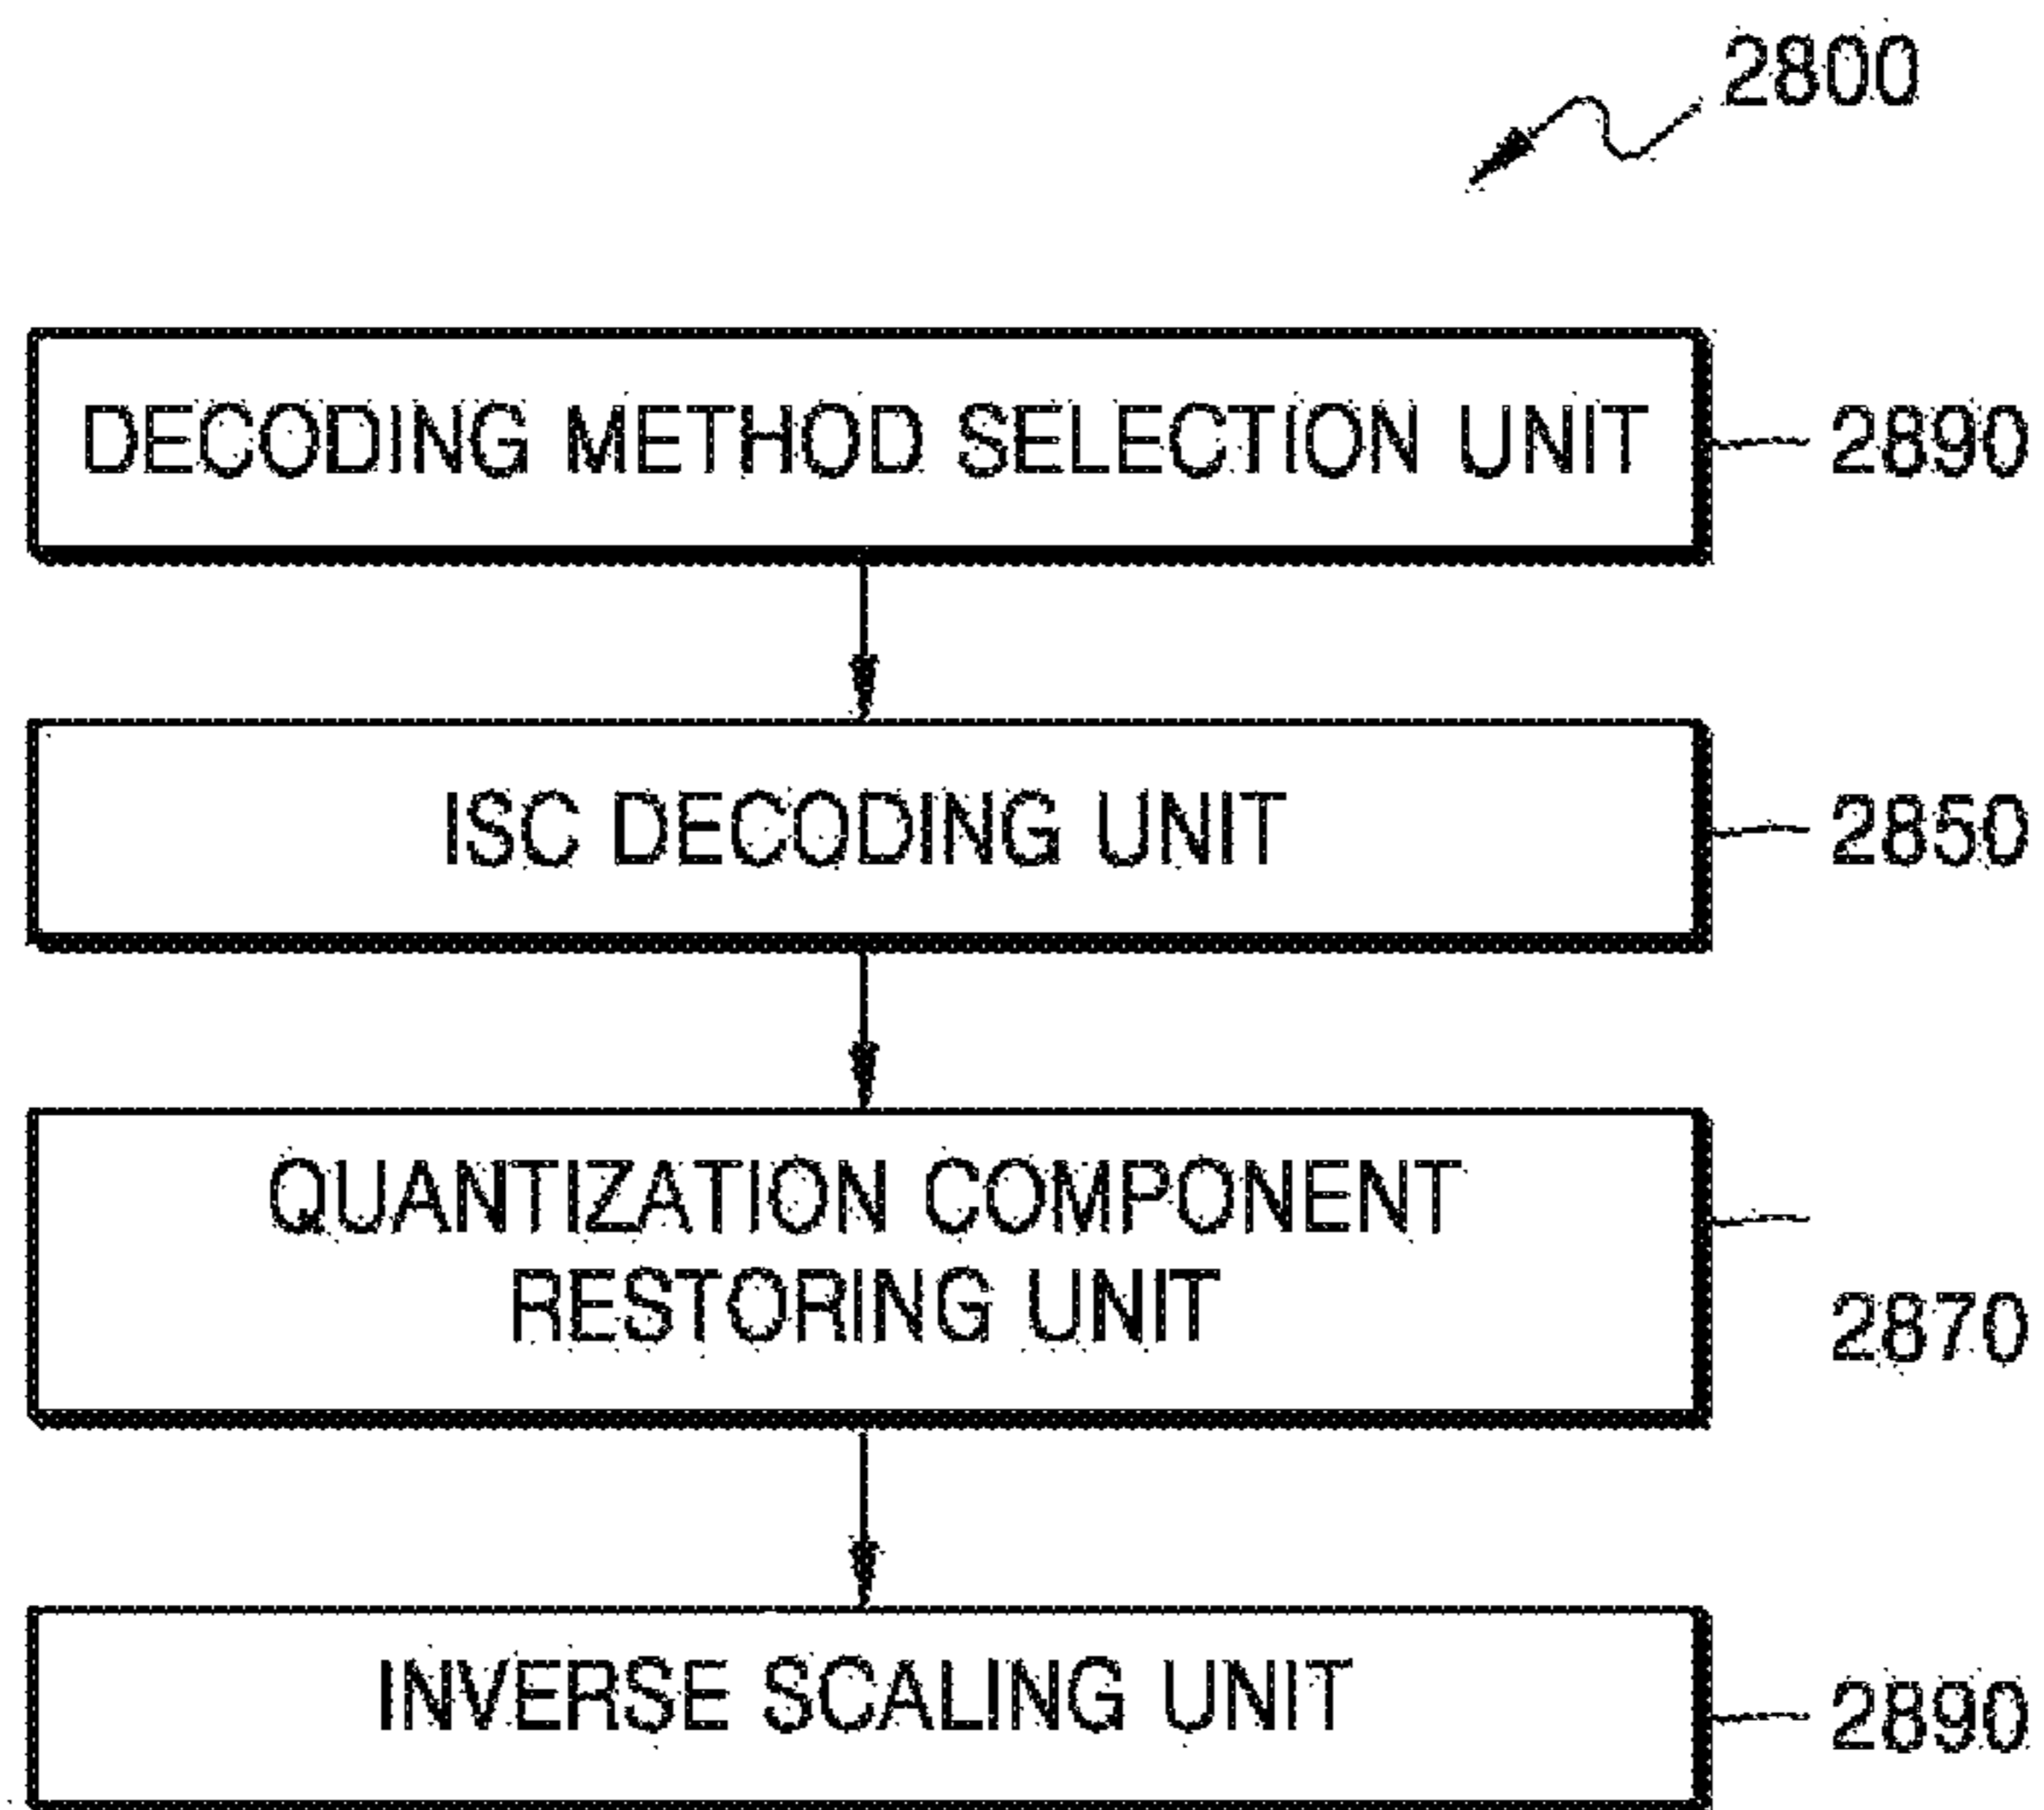 2800
DECODING METHOD SELECTION UNIT
2890
ISC DECODING UNIT
2850
QUANTIZATION COMPONENT
RESTORING UNIT
2870
INVERSE SCALING UNIT
2890